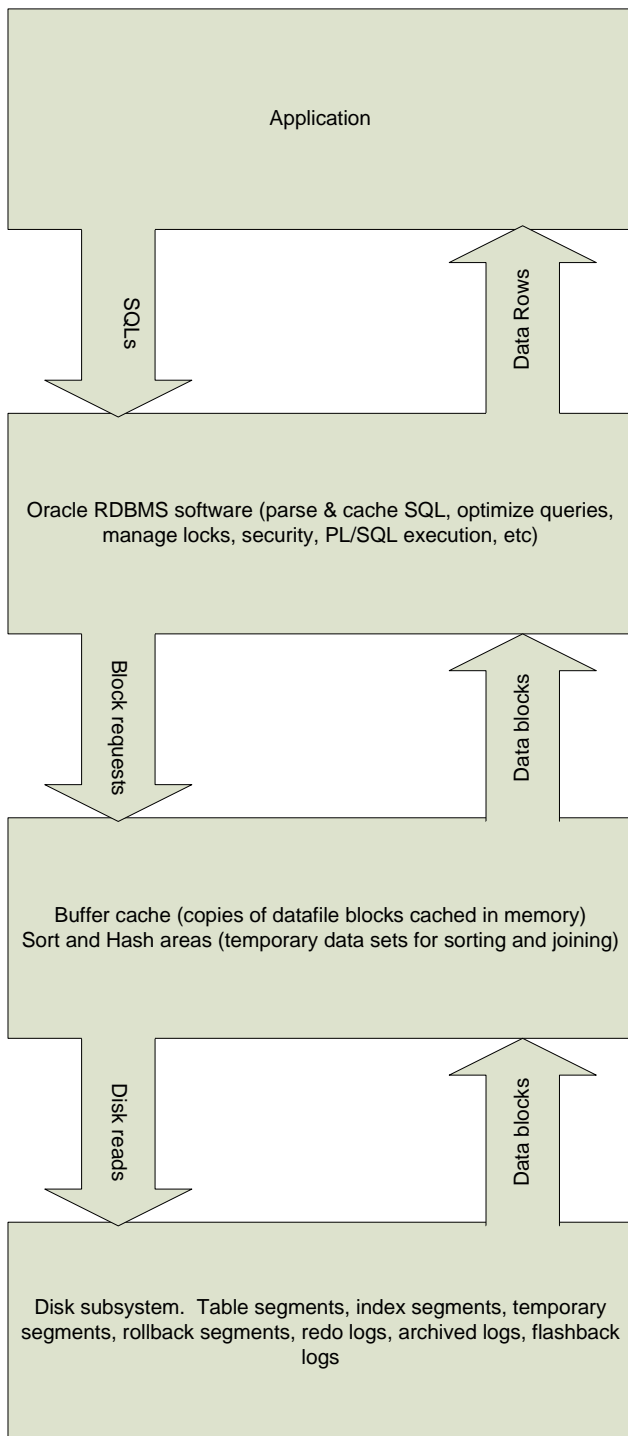 Application
SQLs
Data Rows
Oracle RDBMS software (parse & cache SQL, optimize queries,
manage locks, security, PL/SQL execution, etc)
Block requests
Data blocks
Buffer cache (copies of datafile blocks cached in memory)
Sort and Hash areas (temporary data sets for sorting and joining)
Disk reads
Data blocks
Disk subsystem.  Table segments, index segments, temporary
segments, rollback segments, redo logs, archived logs, flashback
logs